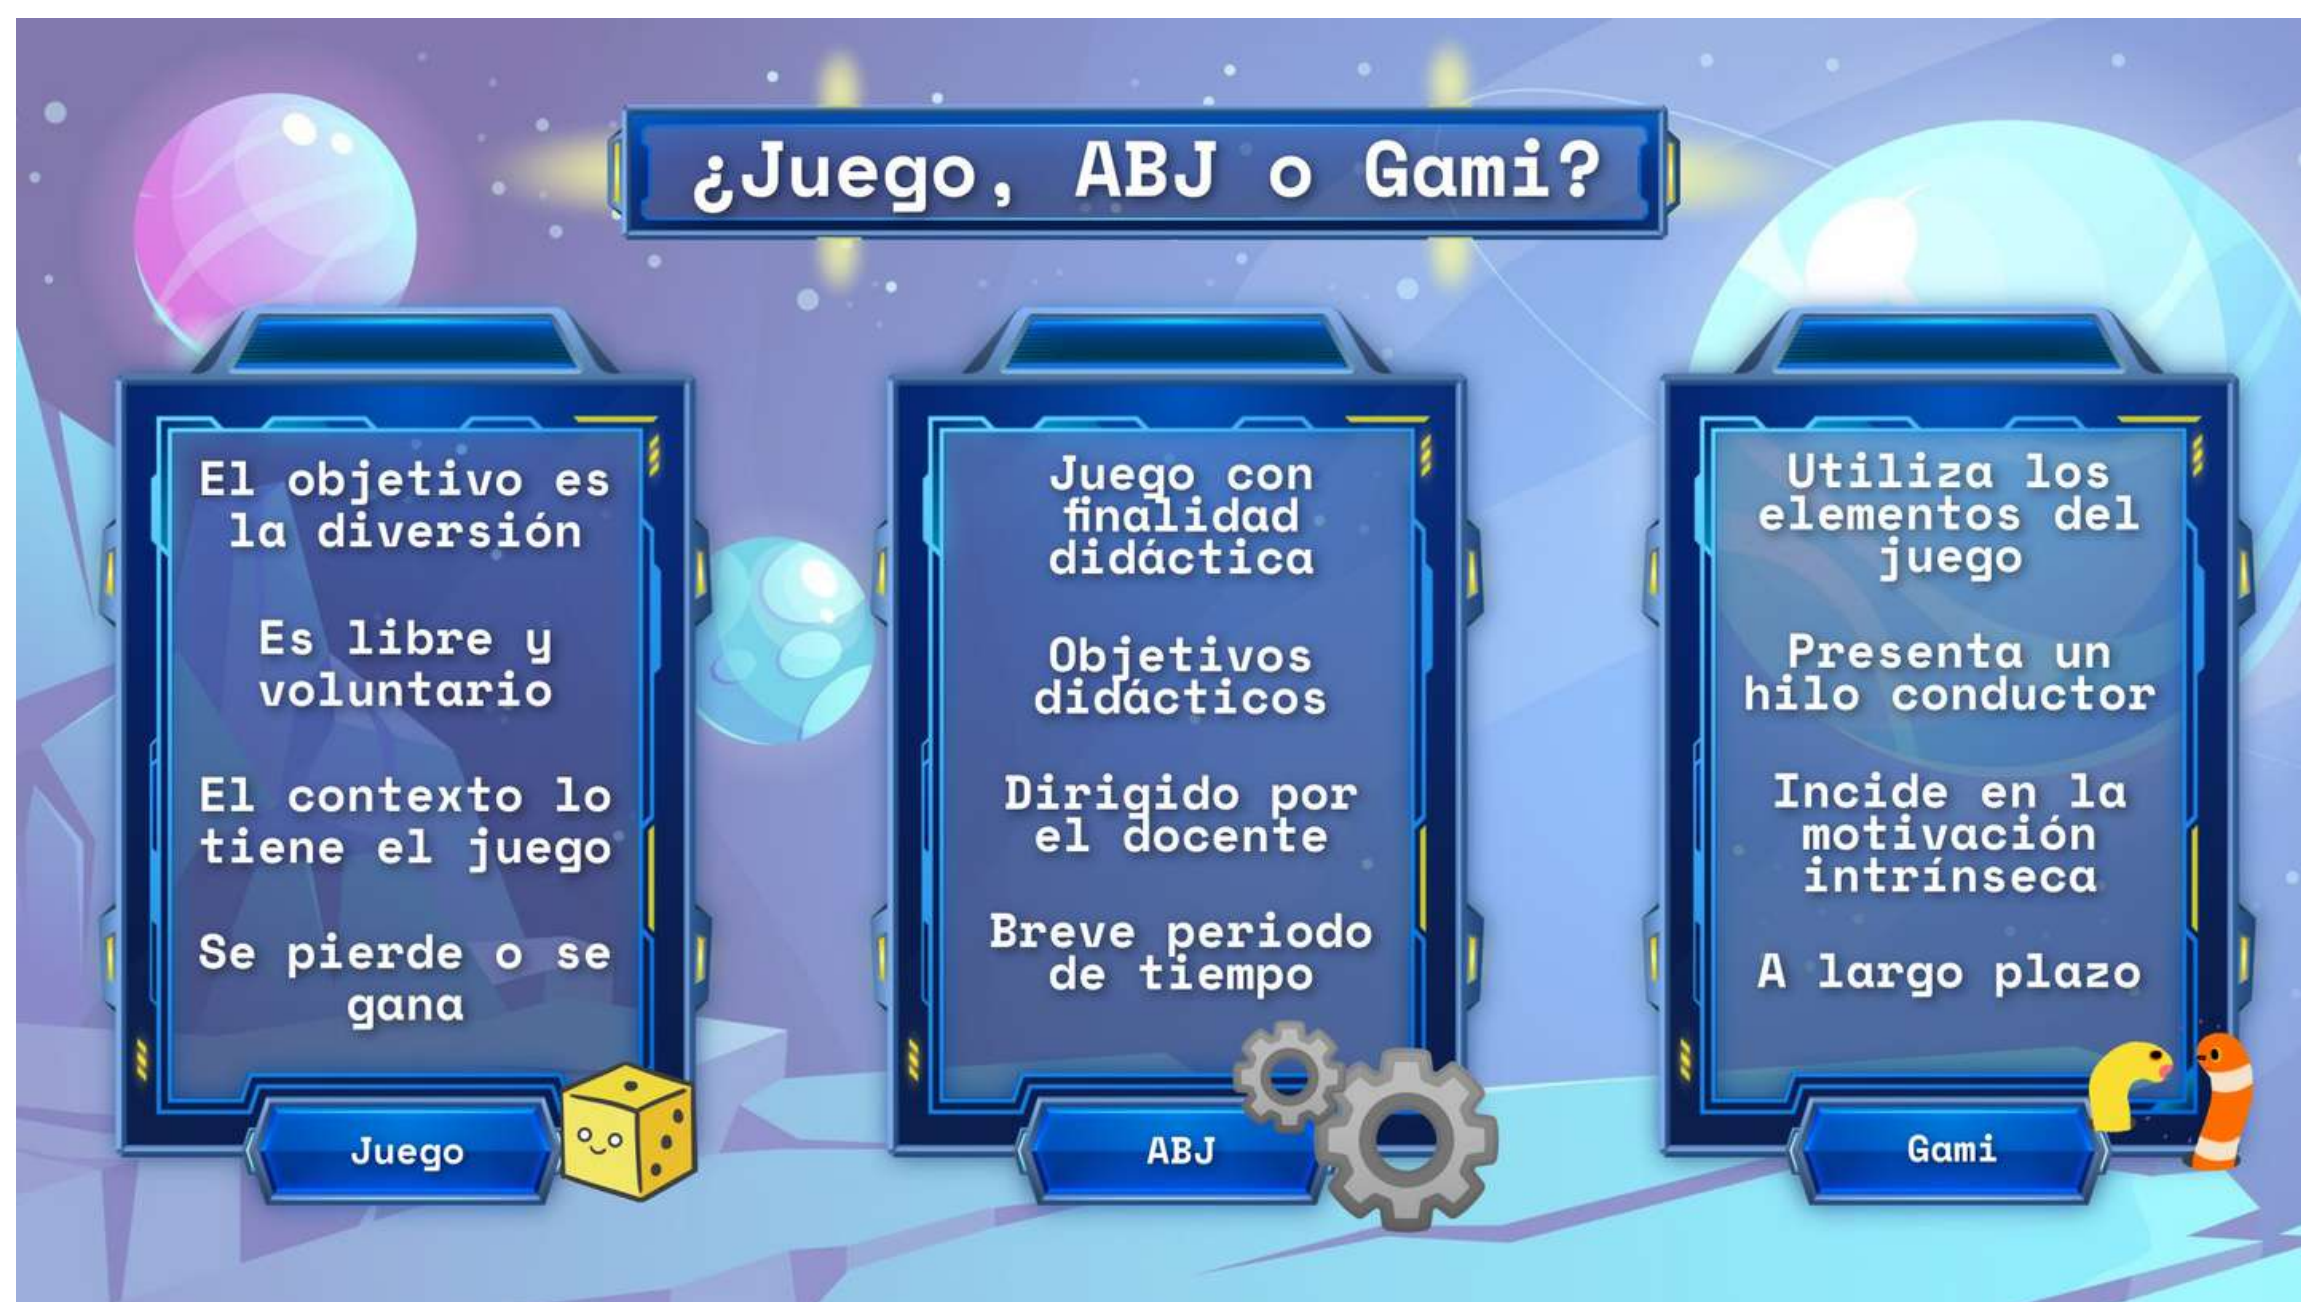 ¿Juego, ABJ o Gami?
El objetivo es
la diversión
Es libre y
voluntario
El contexto lo
tiene el juego
Se pierde o se
gana
Juego
Juego con
finalidad
didáctica
Objetivos
didácticos
Dirigido por
el docente
Breve periodo
de tiempo
ABJ
Utiliza los
elementos del
juego
Presenta un
hilo conductor
Incide en la
motivación
intrínseca
A largo plazo
Gami